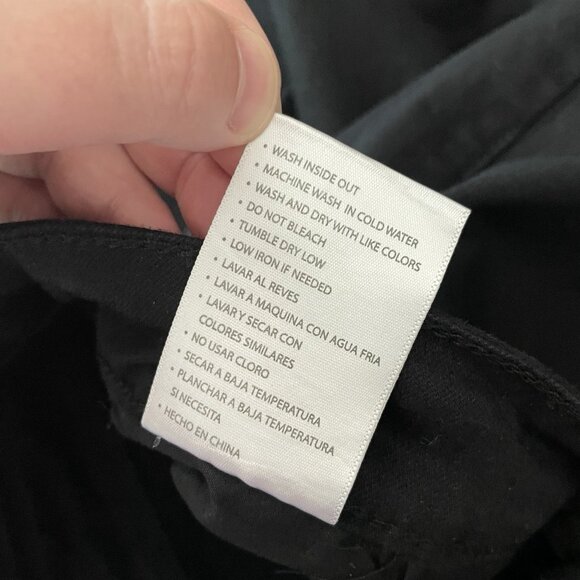 • WASH INSIDE OUT
• MACHINE WASH IN COLD WATER
• WASH AND DRY WITH LIKE COLORS
• DO NOT BLEACH
• TUMBLE DRY LOW
• LOW IRON IF NEEDED
• LAVAR AL REVES
• LAVAR A MAQUINA CON AGUA FRIA
• LAVAR Y SECAR CON
COLORES SIMILARES
• NO USAR CLORO
• SECAR A BAJA TEMPERATURA
• PLANCHAR A BAJA TEMPERATURA
SI NECESITA
• HECHO EN CHINA